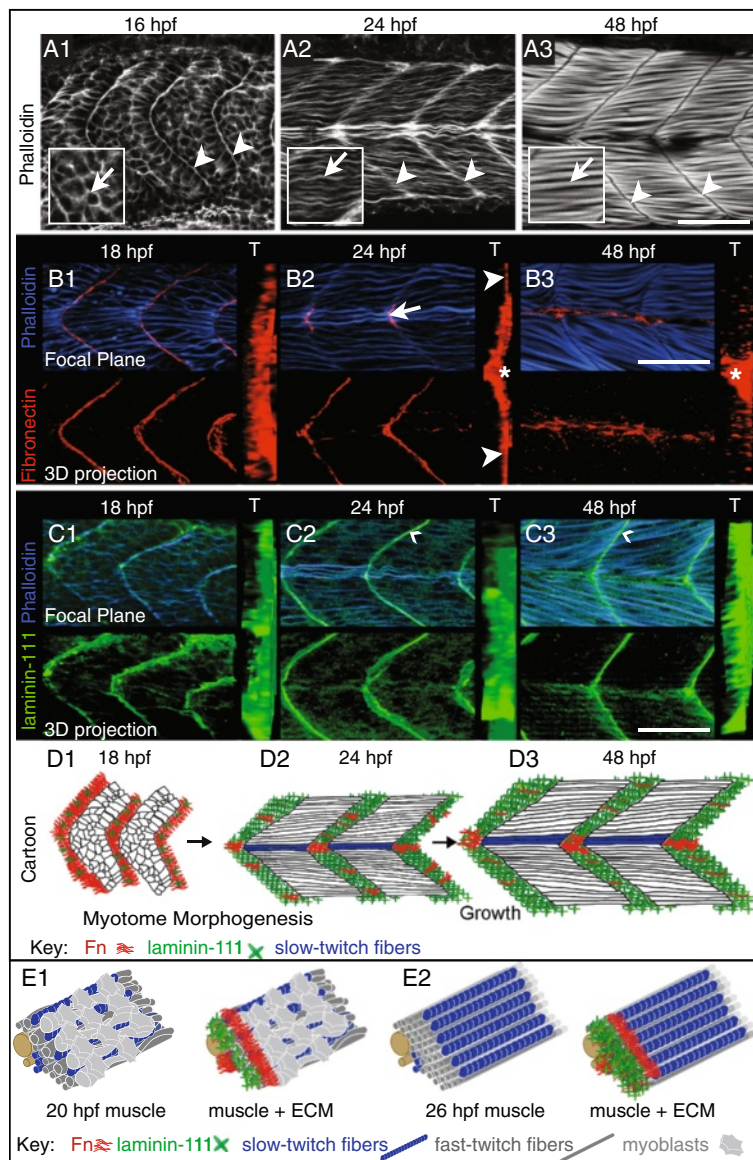 16 hpf 24 hpf 48 hpf
A1 A2 A3
Phalloidin
18 hpf T 24 hpf T 48 hpf T
B1 B2 B3
Phalloidin
Focal Plane
* *
Fibronectin
3D projection
18 hpf T 24 hpf T 48 hpf T
C1 C2 C3
Phalloidin
Focal Plane
laminin-111
3D projection
D1 D2 D3
18 hpf 24 hpf 48 hpf
Cartoon
Myotome Morphogenesis Growth
Key: Fn laminin-111 slow-twitch fibers
E1 E2
20 hpf muscle muscle + ECM 26 hpf muscle muscle + ECM
Key: Fn laminin-111 slow-twitch fibers fast-twitch fibers myoblasts